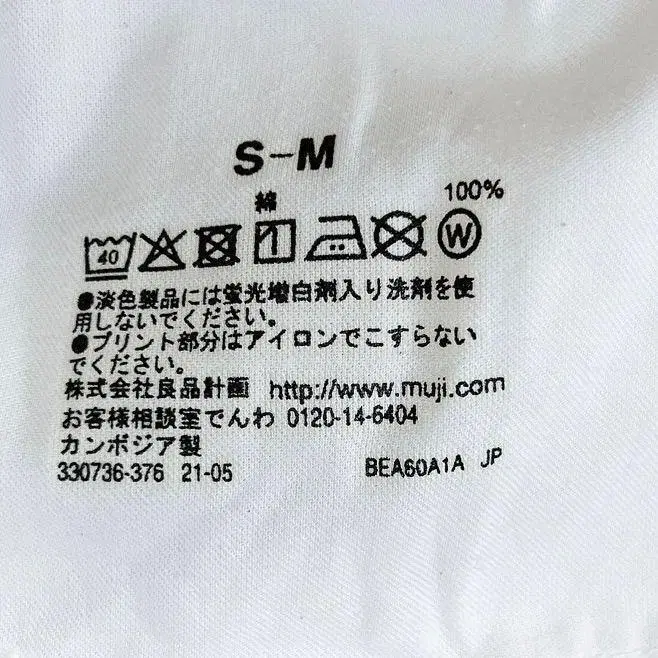 S-M
綿 100%
40 W
●淡色製品には蛍光増白剤入り洗剤を使
用しないでください。
●プリント部分はアイロンでこすらない
でください。
株式会社良品計画 http://www.muji.com
お客様相談室でんわ 0120-14-6404
カンボジア製
330736-376 21-05 BEA60A1A JP